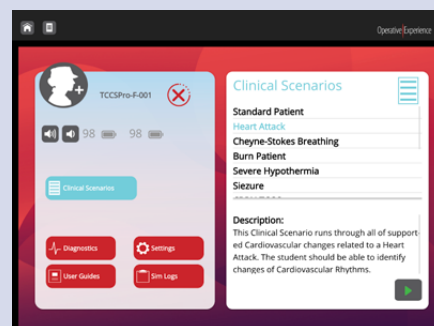 Operative Experience
TCCSPro-F-001
98
98
Clinical Scenarios
Diagnostics
Settings
User Guides
Sim Logs
Clinical Scenarios
Standard Patient
Heart Attack
Cheyne-Stokes Breathing
Burn Patient
Severe Hypothermia
Siezure
Description:
This Clinical Scenario runs through all of support-
ed Cardiovascular changes related to a Heart
Attack. The student should be able to identify
changes of Cardiovascular Rhythms.